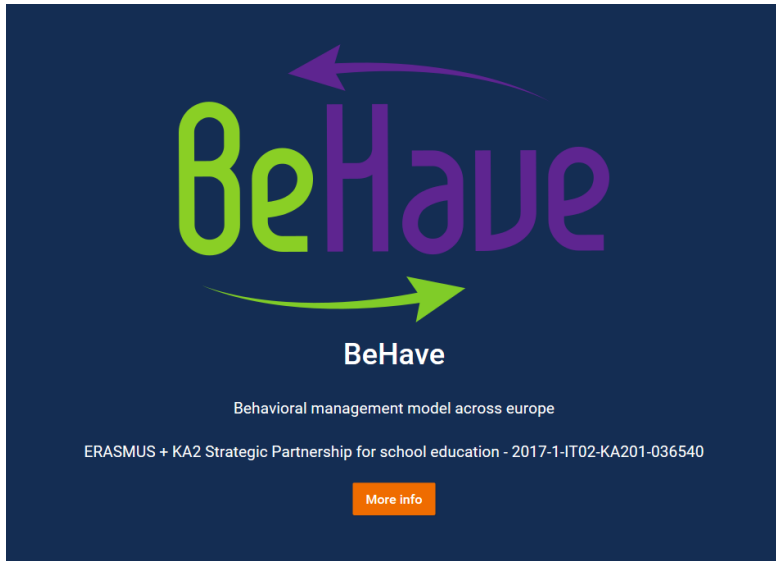 BeHave
BeHave
Behavioral management model across europe
ERASMUS + KA2 Strategic Partnership for school education - 2017-1-IT02-KA201-036540
More info